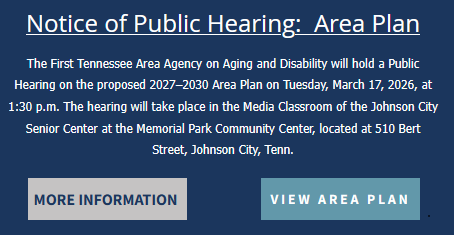 Notice of Public Hearing:  Area Plan
The First Tennessee Area Agency on Aging and Disability will hold a Public
Hearing on the proposed 2027–2030 Area Plan on Tuesday, March 17, 2026, at
1:30 p.m. The hearing will take place in the Media Classroom of the Johnson City
Senior Center at the Memorial Park Community Center, located at 510 Bert
Street, Johnson City, Tenn.
MORE INFORMATION
VIEW AREA PLAN